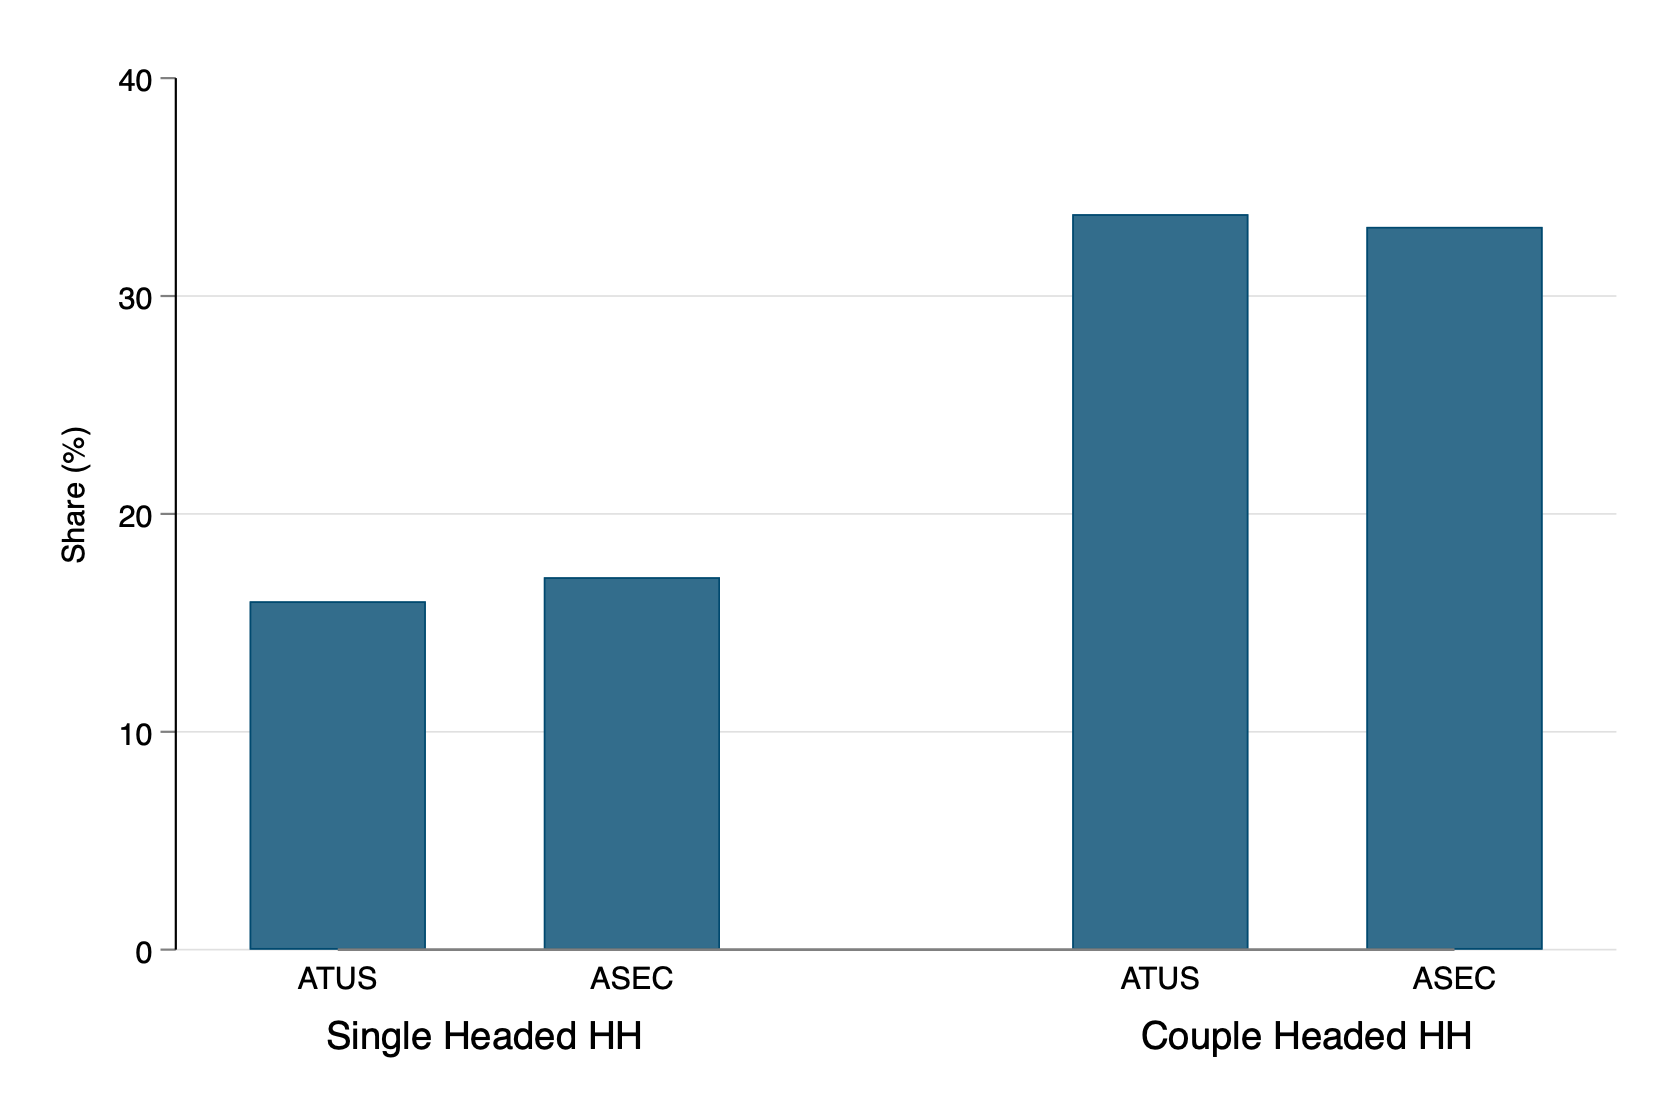 40
30
20
10
0
Share (%)
ATUS
ASEC
ATUS
ASEC
Single Headed HH
Couple Headed HH